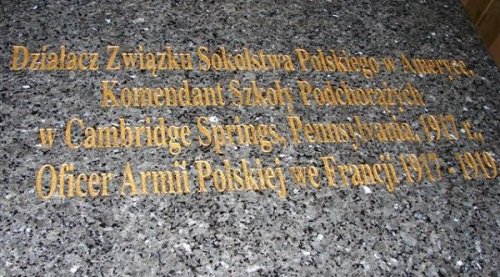 Działacz Związku Sokolstwa Polskiego w Ameryce,
Komendant Szkoły Podchorążych
w Cambridge Springs, Pennsylvania, 1917 r.,
Oficer Armii Polskiej we Francji 1917 - 1919